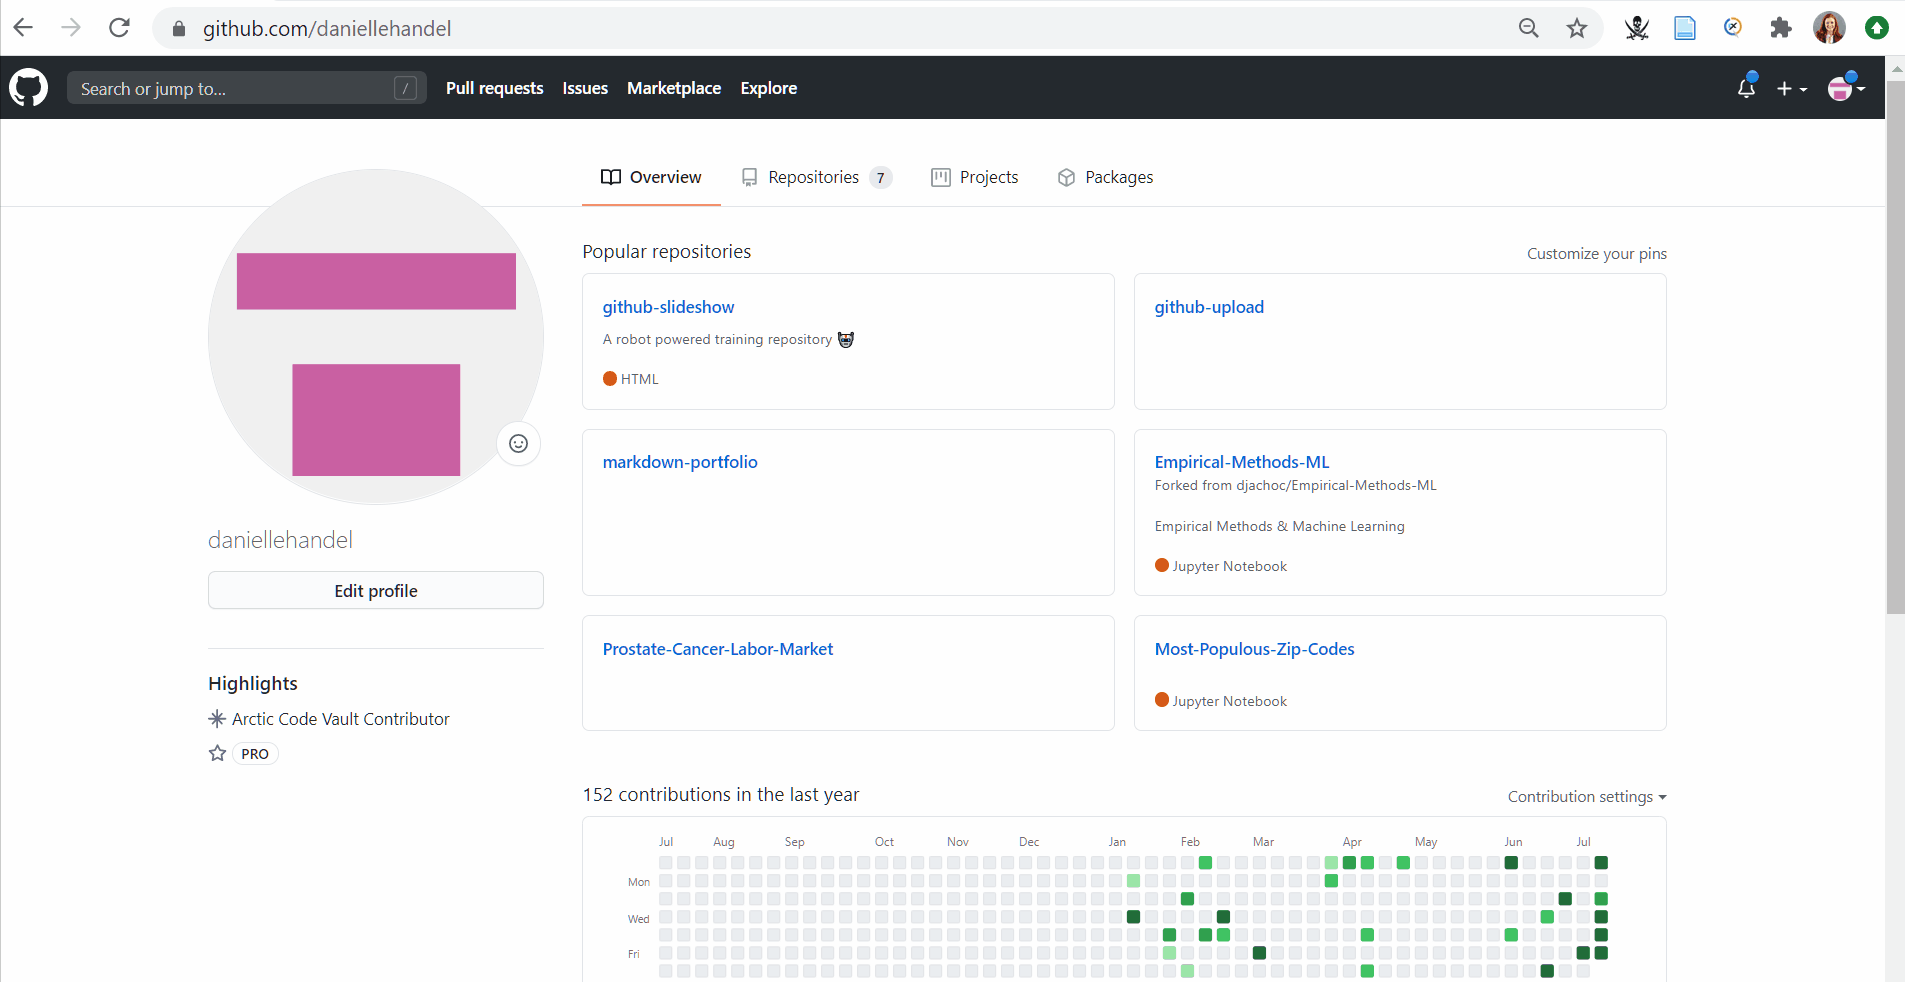 github.com/daniellehandel
Search or jump to... /
Pull requests Issues Marketplace Explore
Overview Repositories 7 Projects Packages
Popular repositories
Customize your pins
github-slideshow
A robot powered training repository
HTML
github-upload
markdown-portfolio
Empirical-Methods-ML
Forked from djachoc/Empirical-Methods-ML
Empirical Methods & Machine Learning
Jupyter Notebook
Prostate-Cancer-Labor-Market
Most-Populous-Zip-Codes
Jupyter Notebook
daniellehandel
Edit profile
Highlights
Arctic Code Vault Contributor
PRO
152 contributions in the last year
Contribution settings
Jul Aug Sep Oct Nov Dec Jan Feb Mar Apr May Jun Jul
Mon
Wed
Fri